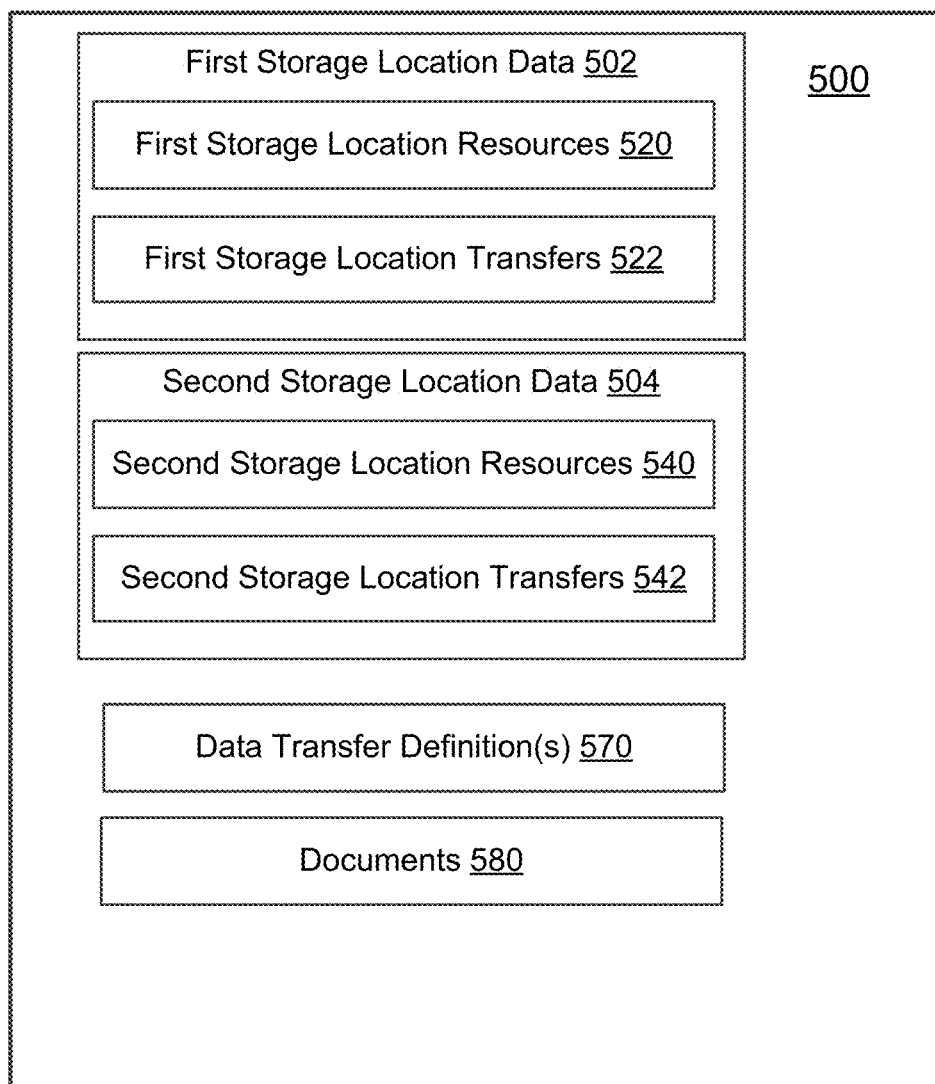 First Storage Location Data 502
500
First Storage Location Resources 520
First Storage Location Transfers 522
Second Storage Location Data 504
Second Storage Location Resources 540
Second Storage Location Transfers 542
Data Transfer Definition(s) 570
Documents 580